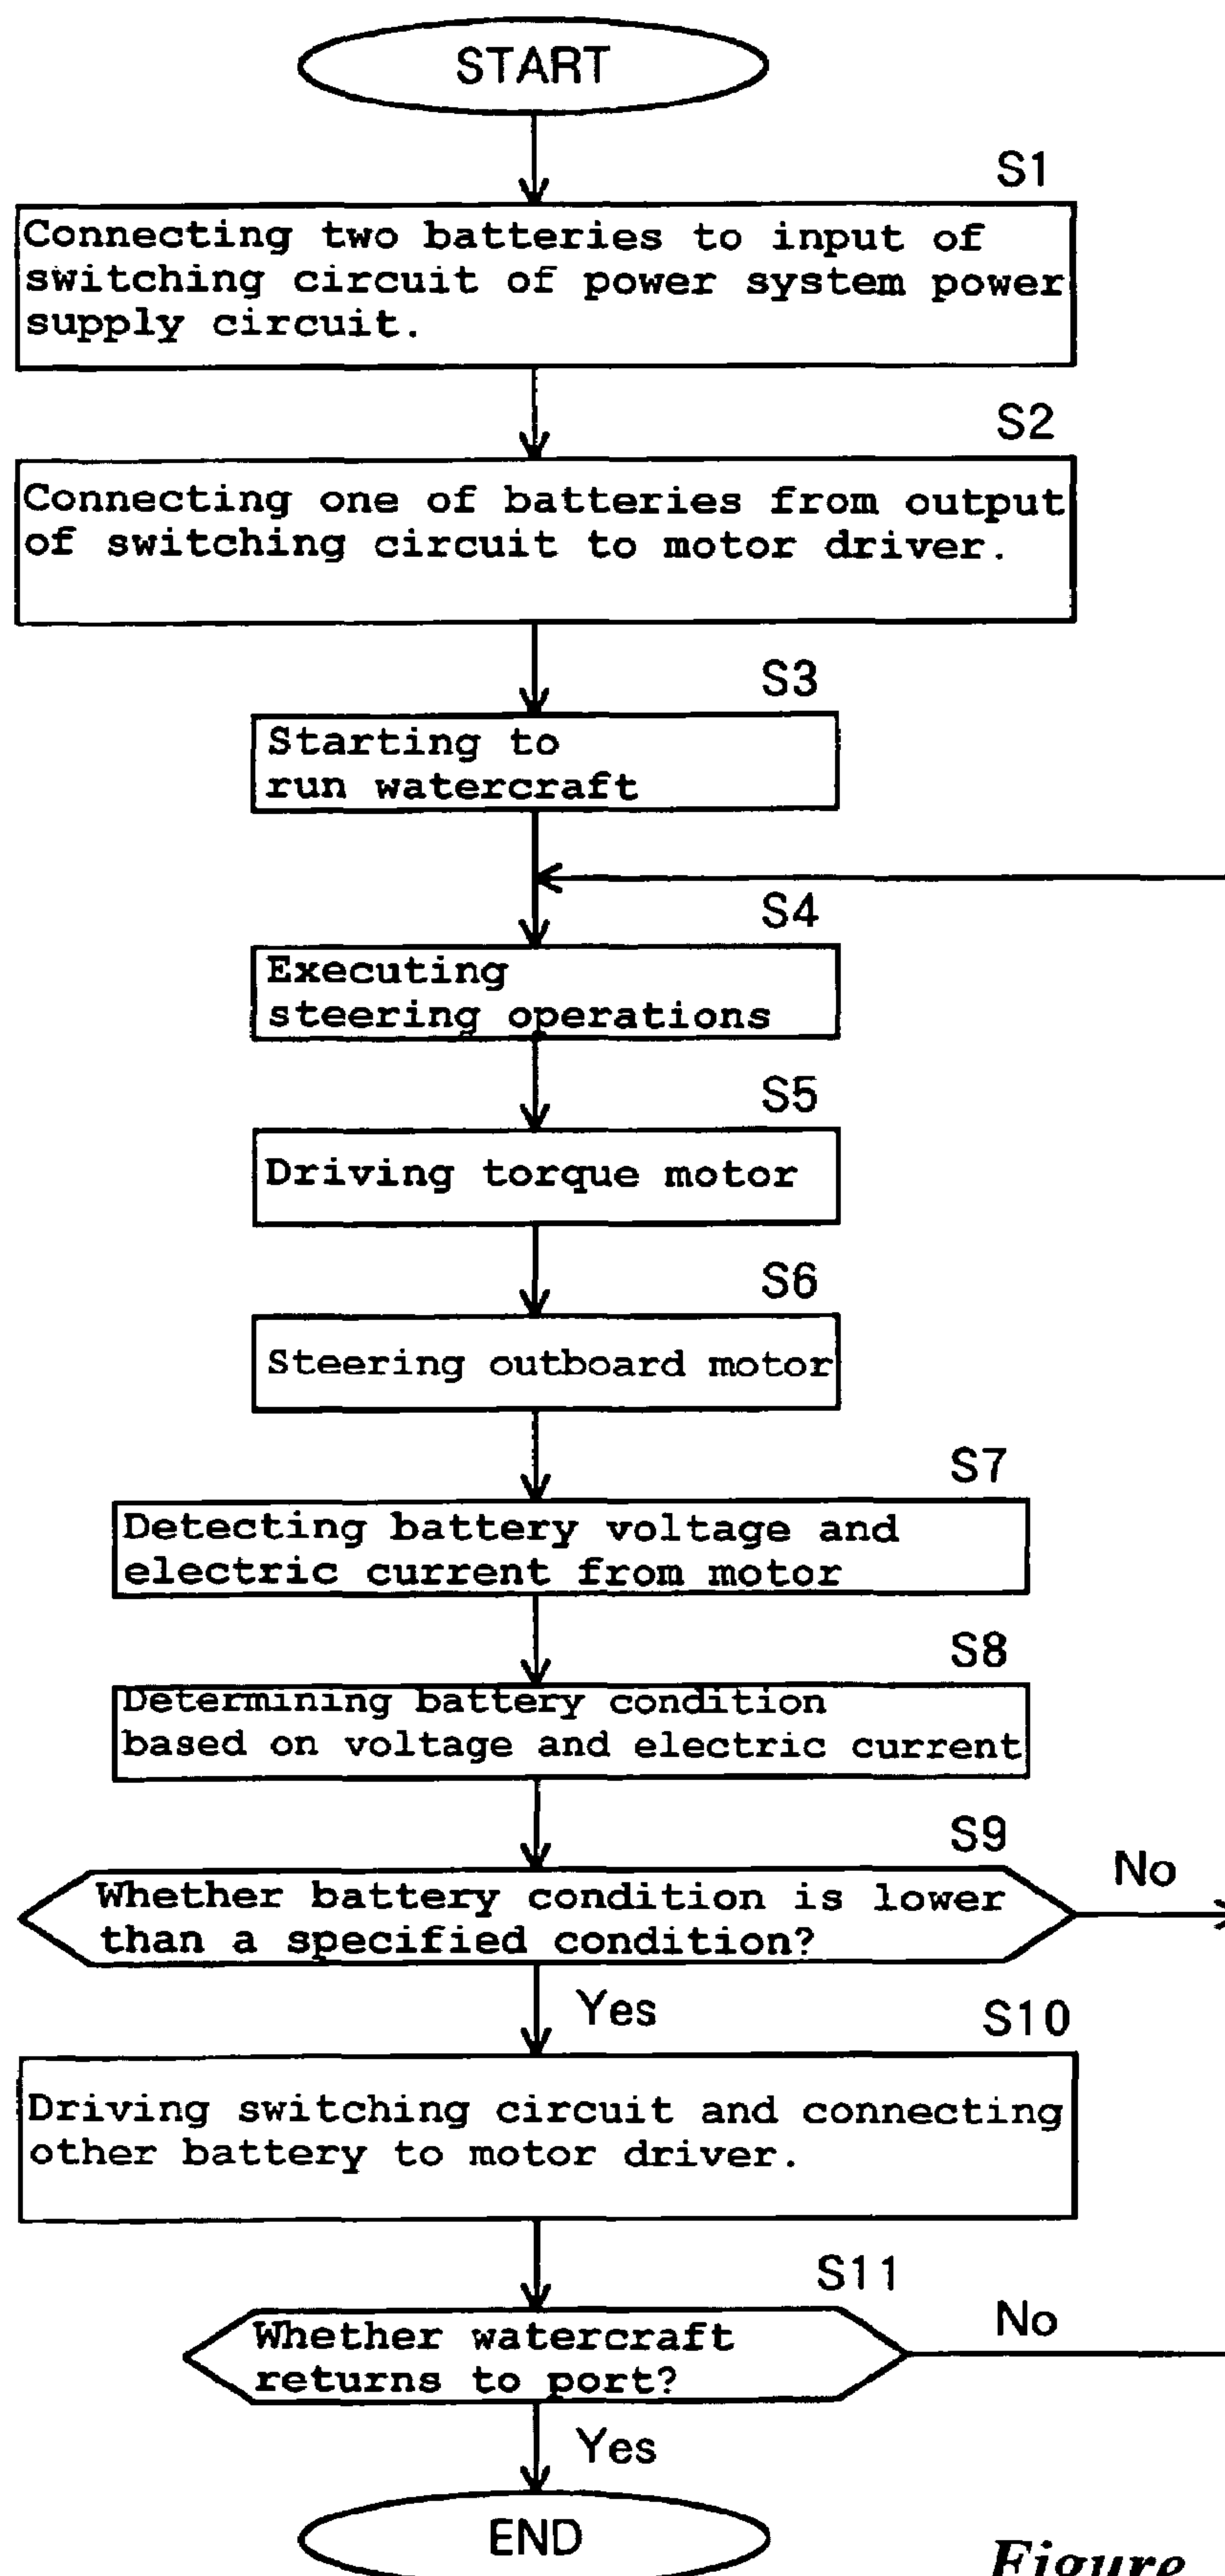 START
S1
Connecting two batteries to input of
switching circuit of power system power
supply circuit.
S2
Connecting one of batteries from output
of switching circuit to motor driver.
S3
Starting to
run watercraft
S4
Executing
steering operations
S5
Driving torque motor
S6
Steering outboard motor
S7
Detecting battery voltage and
electric current from motor
S8
Determining battery condition
based on voltage and electric current
S9
No
Whether battery condition is lower
than a specified condition?
Yes
S10
Driving switching circuit and connecting
other battery to motor driver.
S11
No
Whether watercraft
returns to port?
Yes
END
Figure